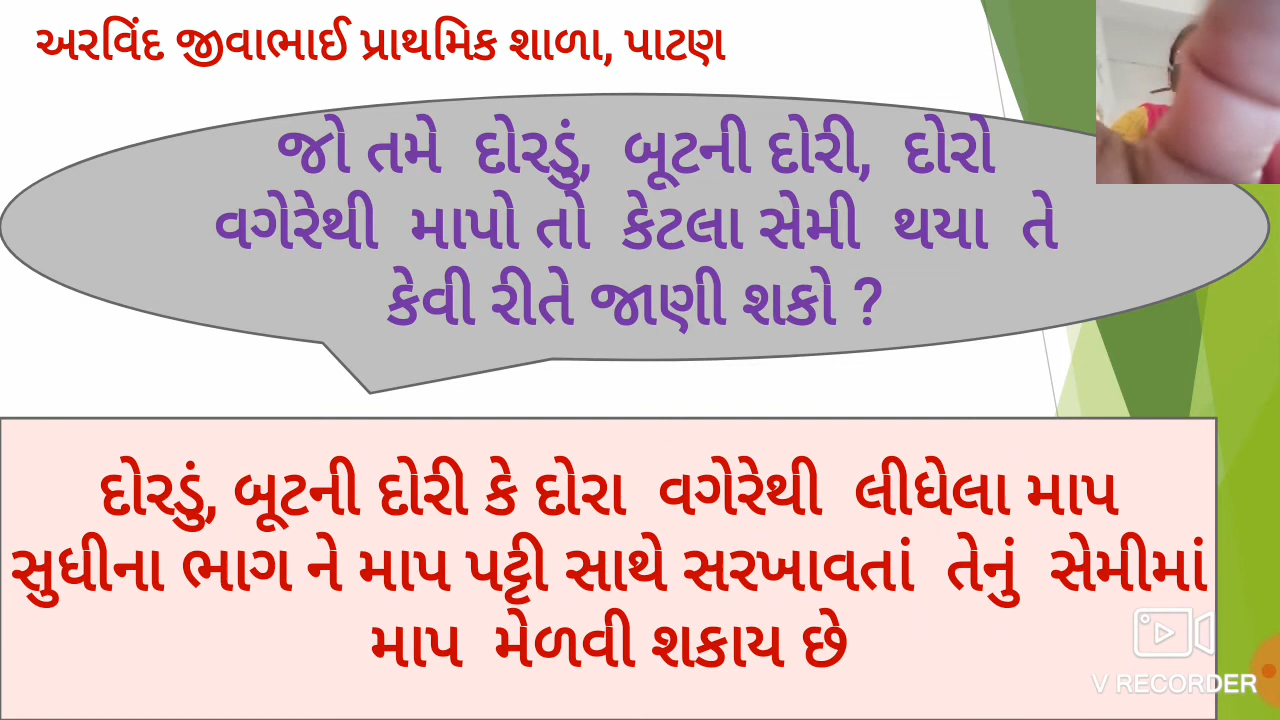 અરવિંદ જીવાભાઈ પ્રાથમિક શાળા, પાટણ
જો તમે દોરડું, બૂટની દોરી, દોરો
વગેરેથી માપો તો કેટલા સેમી થયા તે
કેવી રીતે જાણી શકો ?
દોરડું, બૂટની દોરી કે દોરા વગેરેથી લીધેલા માપ
સુધીના ભાગ ને માપ પટ્ટી સાથે સરખાવતાં તેનું સેમીમાં
માપ મેળવી શકાય છે
V RECORDER